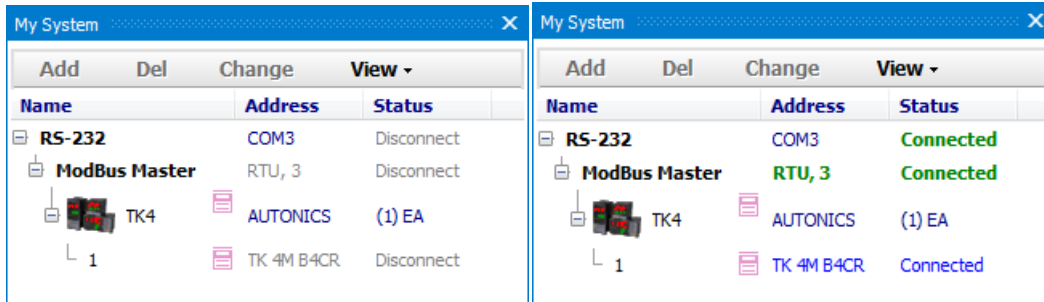 My System
Add Del Change View
Name Address Status
RS-232 COM3 Disconnect
ModBus Master RTU, 3 Disconnect
TK4 AUTONICS (1) EA
1 TK 4M B4CR Disconnect
My System
Add Del Change View
Name Address Status
RS-232 COM3 Connected
ModBus Master RTU, 3 Connected
TK4 AUTONICS (1) EA
1 TK 4M B4CR Connected